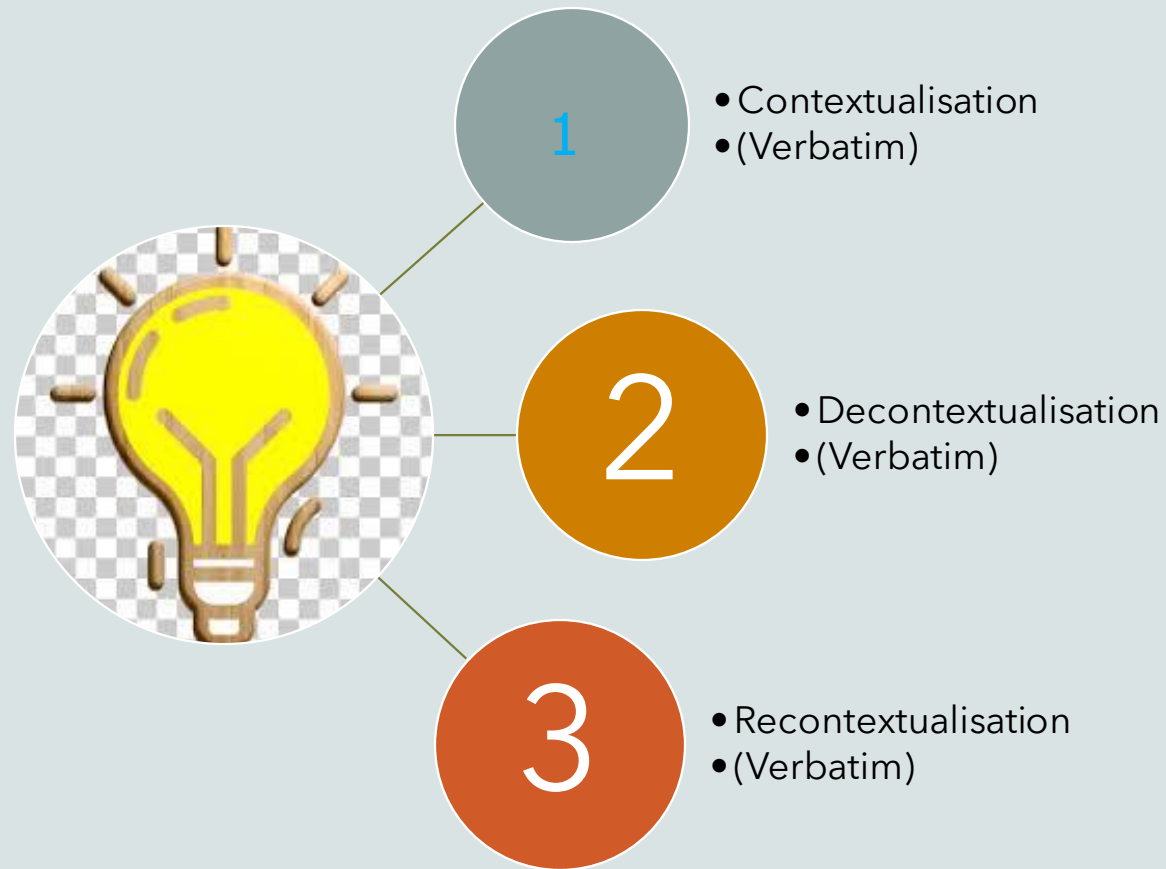 1
• Contextualisation
• (Verbatim)
2
• Decontextualisation
• (Verbatim)
3
• Recontextualisation
• (Verbatim)